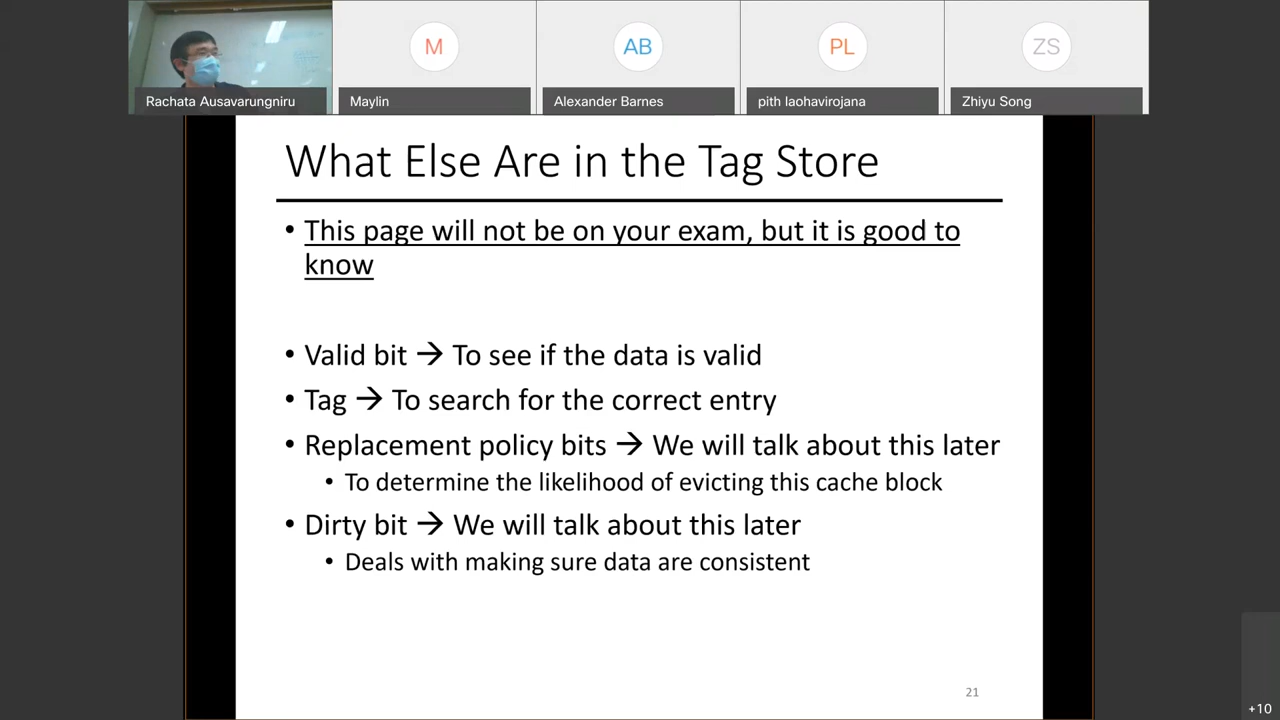 M
AB
PL
ZS
Rachata Ausavarungniru
Maylin
Alexander Barnes
pith laohavirojana
Zhiyu Song
What Else Are in the Tag Store
• This page will not be on your exam, but it is good to
know
• Valid bit → To see if the data is valid
• Tag → To search for the correct entry
• Replacement policy bits → We will talk about this later
• To determine the likelihood of evicting this cache block
• Dirty bit → We will talk about this later
• Deals with making sure data are consistent
21
+10